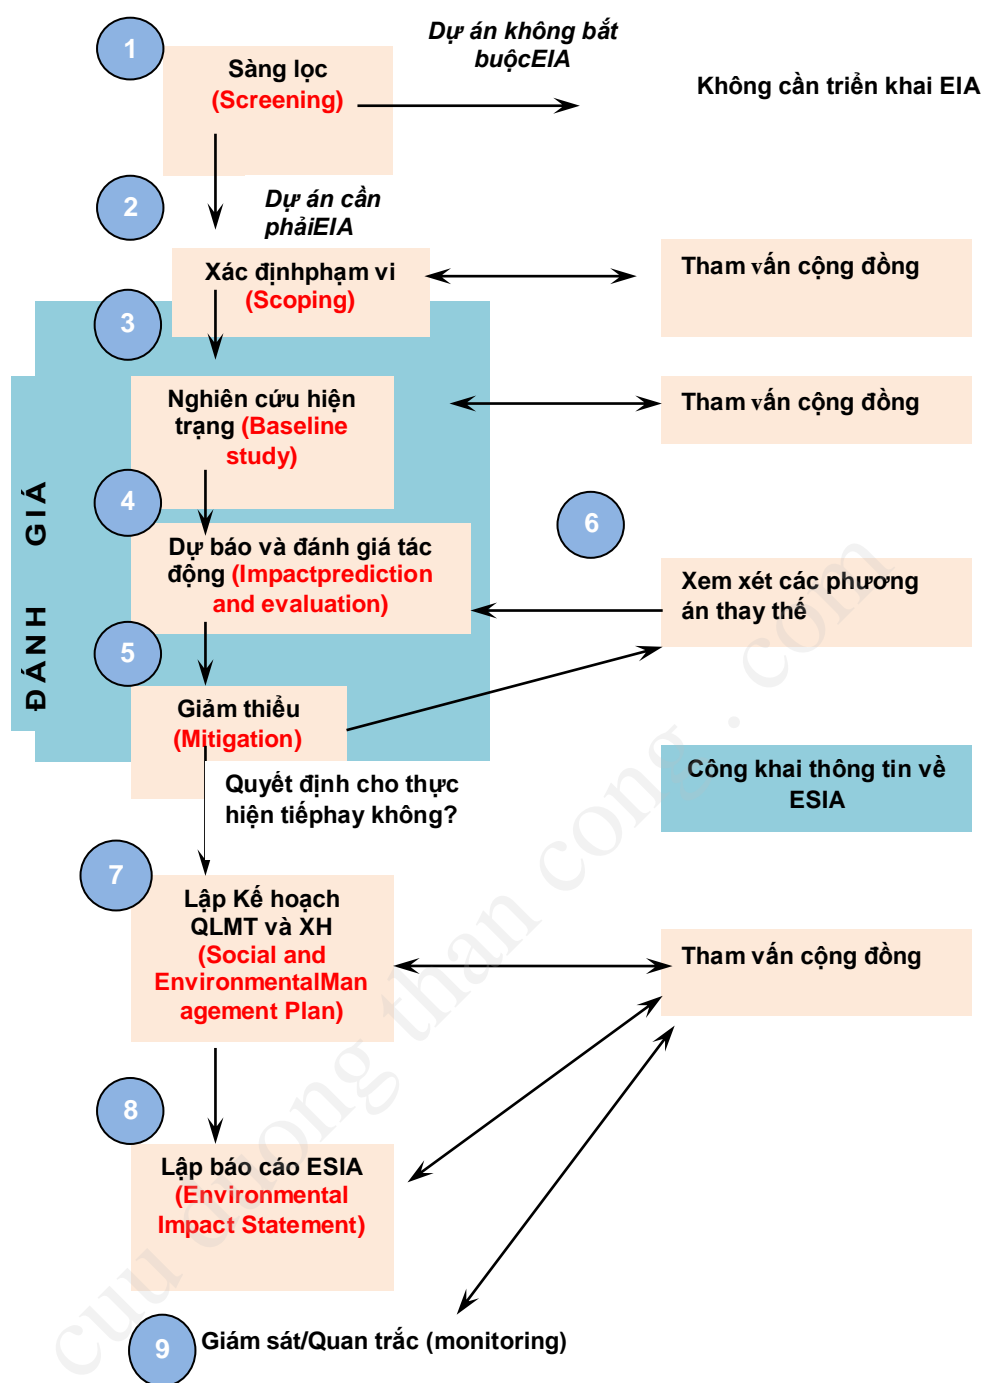 1
Dự án không bắt
buộcEIA
Sàng lọc
(Screening)
Không cần triển khai EIA
2
Dự án cần
phảiEIA
Xác địnhphạm vi
(Scoping)
Tham vấn cộng đồng
3
Nghiên cứu hiện
trạng (Baseline
study)
Tham vấn cộng đồng
ĐÁNH GIÁ
4
6
Dự báo và đánh giá tác
động (Impactprediction
and evaluation)
Xem xét các phương
án thay thế
5
Giảm thiểu
(Mitigation)
Công khai thông tin về
ESIA
Quyết định cho thực
hiện tiếphay không?
7
Lập Kế hoạch
QLMT và XH
(Social and
EnvironmentalMan
agement Plan)
Tham vấn cộng đồng
8
Lập báo cáo ESIA
(Environmental
Impact Statement)
9
Giám sát/Quan trắc (monitoring)
cuu duong than cong . com